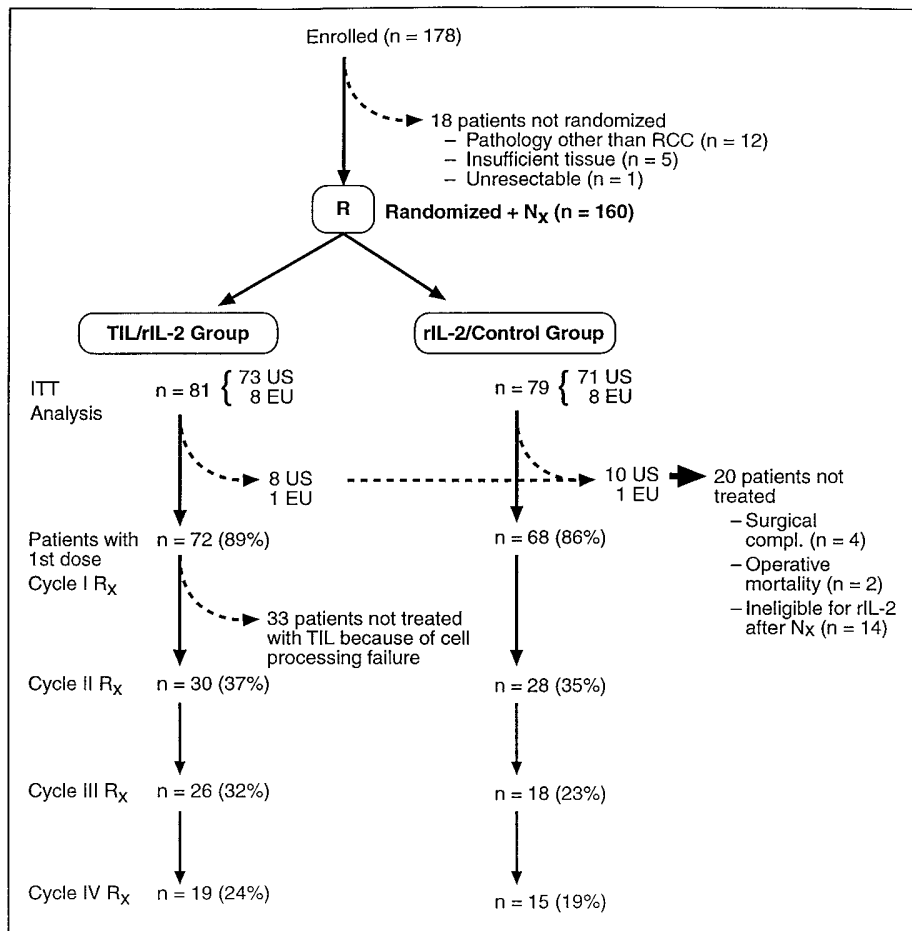 Enrolled (n = 178)
18 patients not randomized
– Pathology other than RCC (n = 12)
– Insufficient tissue (n = 5)
– Unresectable (n = 1)
R
Randomized + Nx (n = 160)
TIL/rIL-2 Group
rIL-2/Control Group
ITT
Analysis
n = 81 { 73 US
8 EU
n = 79 { 71 US
8 EU
8 US
1 EU
10 US
1 EU
20 patients not
treated
– Surgical
compl. (n = 4)
– Operative
mortality (n = 2)
– Ineligible for rIL-2
after Nx (n = 14)
Patients with
1st dose
Cycle I Rx
n = 72 (89%)
n = 68 (86%)
33 patients not treated
with TIL because of cell
processing failure
Cycle II Rx
n = 30 (37%)
n = 28 (35%)
Cycle III Rx
n = 26 (32%)
n = 18 (23%)
Cycle IV Rx
n = 19 (24%)
n = 15 (19%)